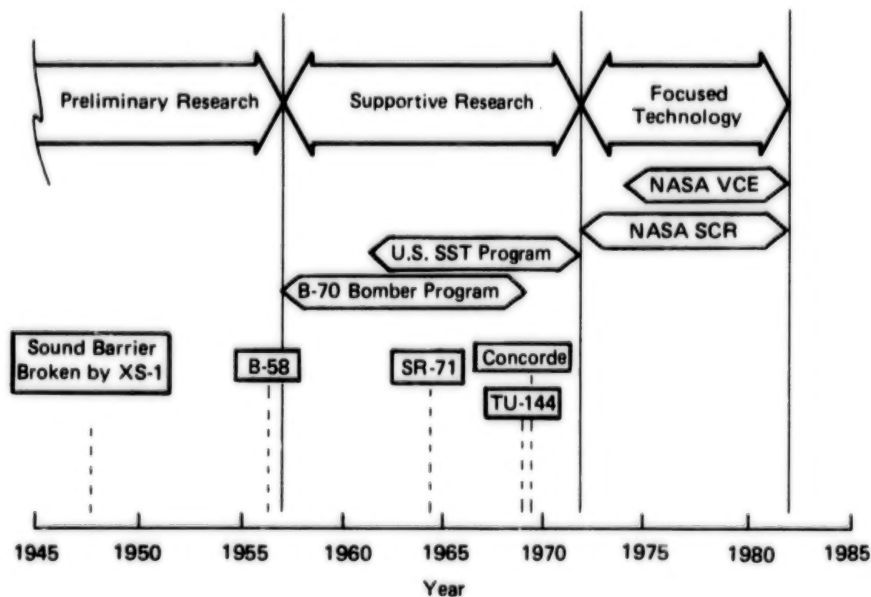 Preliminary Research
Supportive Research
Focused
Technology
NASA VCE
NASA SCR
U.S. SST Program
B-70 Bomber Program
Sound Barrier
Broken by XS-1
B-58
SR-71
Concorde
TU-144
1945 1950 1955 1960 1965 1970 1975 1980 1985
Year